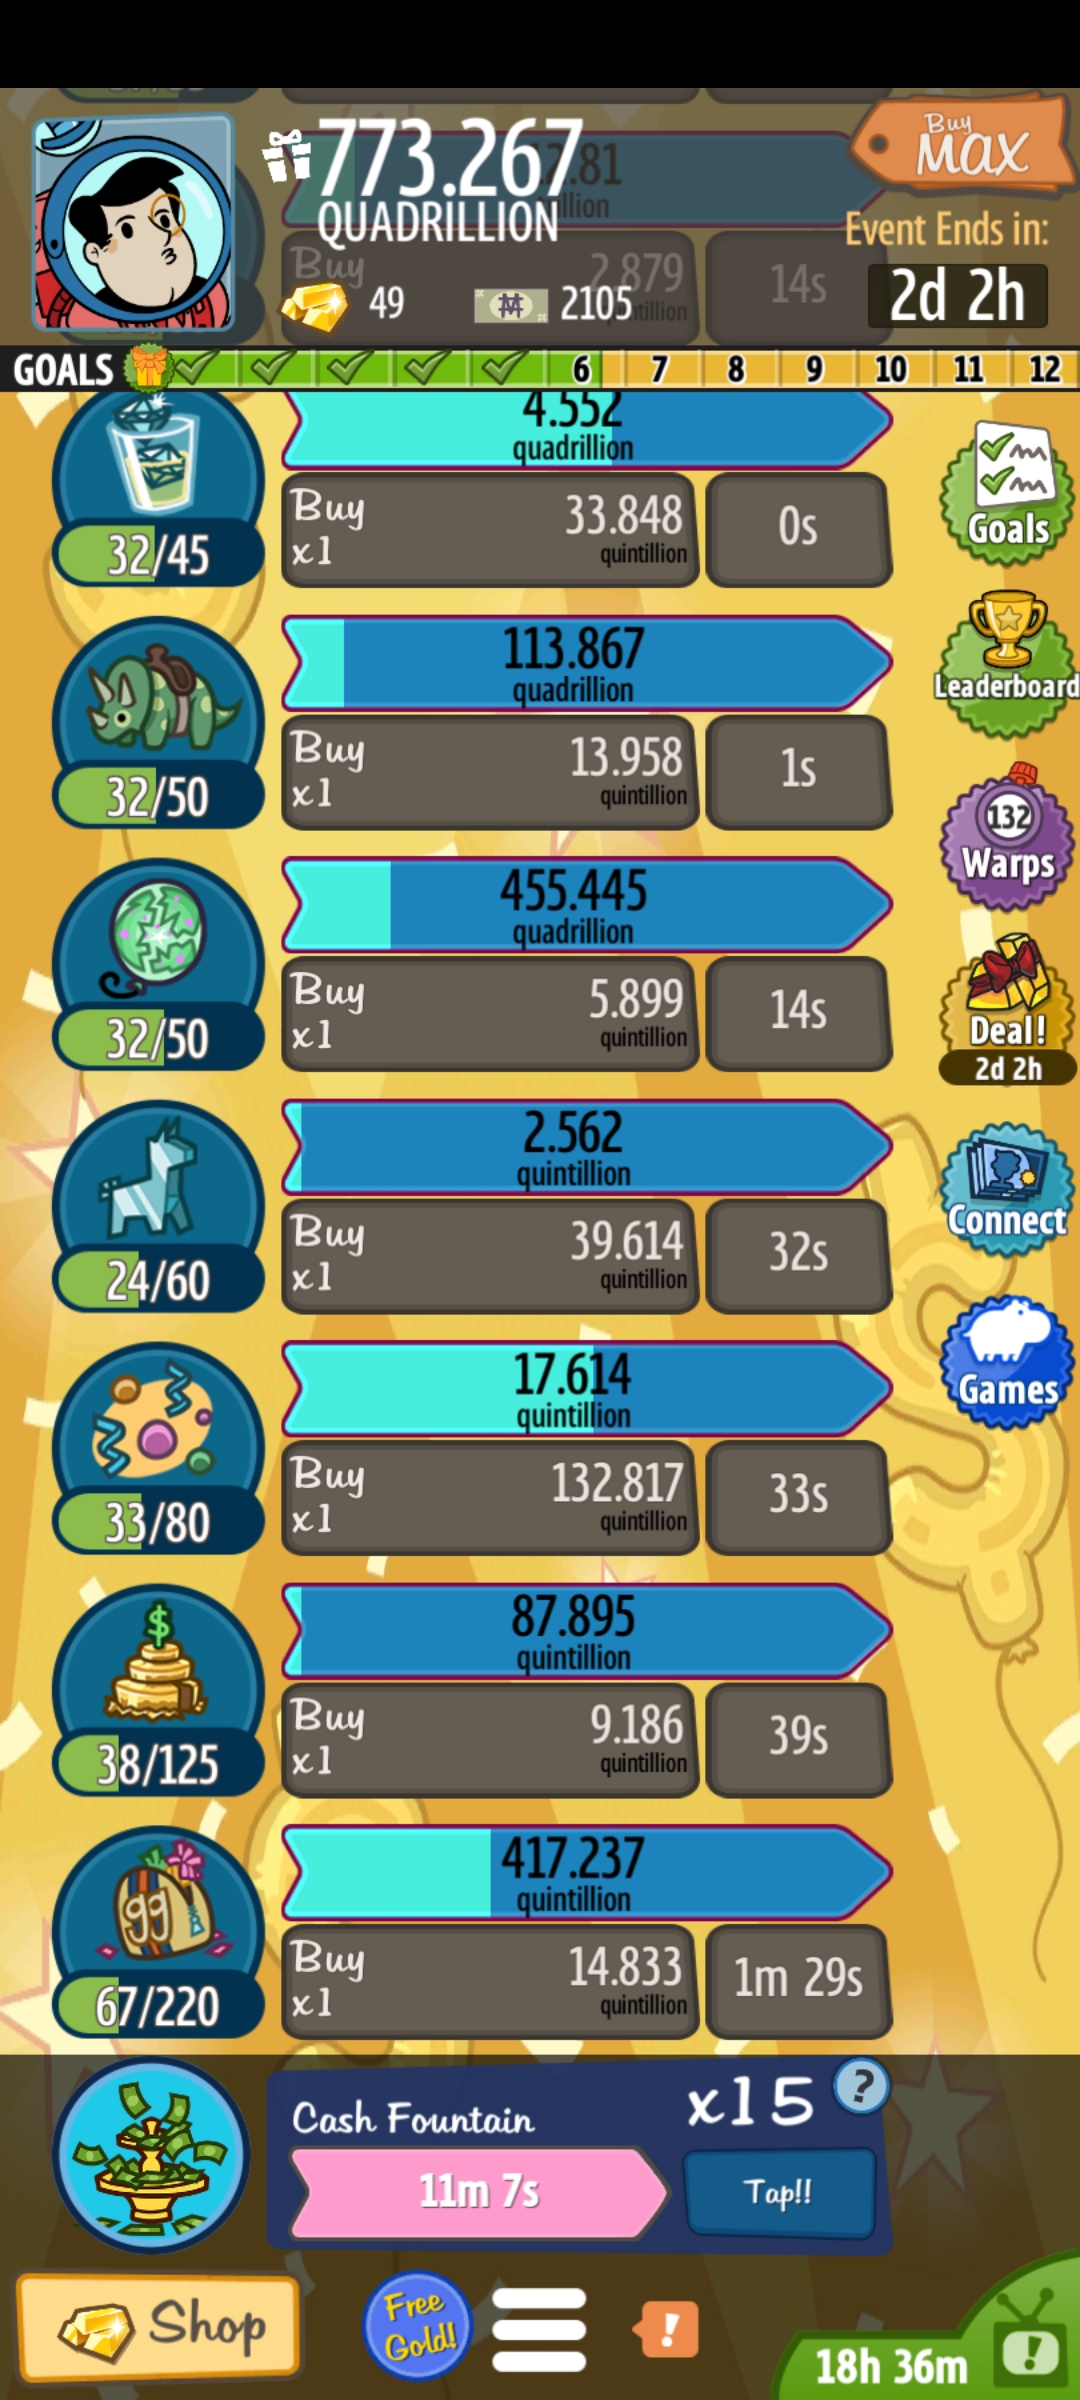 773.267
QUADRILLION
Buy
MAX
Event Ends in:
2d 2h
49
2105
Buy
2.879
14s
GOALS 6 7 8 9 10 11 12
4.552
quadrillion
32/45
Buy
x1
33.848
quintillion
0s
Goals
113.867
quadrillion
32/50
Buy
x1
13.958
quintillion
1s
Leaderboard
132
Warps
455.445
quadrillion
32/50
Buy
x1
5.899
quintillion
14s
Deal!
2d 2h
2.562
quintillion
24/60
Buy
x1
39.614
quintillion
32s
Connect
17.614
quintillion
33/80
Buy
x1
132.817
quintillion
33s
Games
$
87.895
quintillion
38/125
Buy
x1
9.186
quintillion
39s
gg
417.237
quintillion
67/220
Buy
x1
14.833
quintillion
1m 29s
Cash Fountain
x15
?
11m 7s
Tap!!
Shop
Free
Gold!
!
18h 36m
!